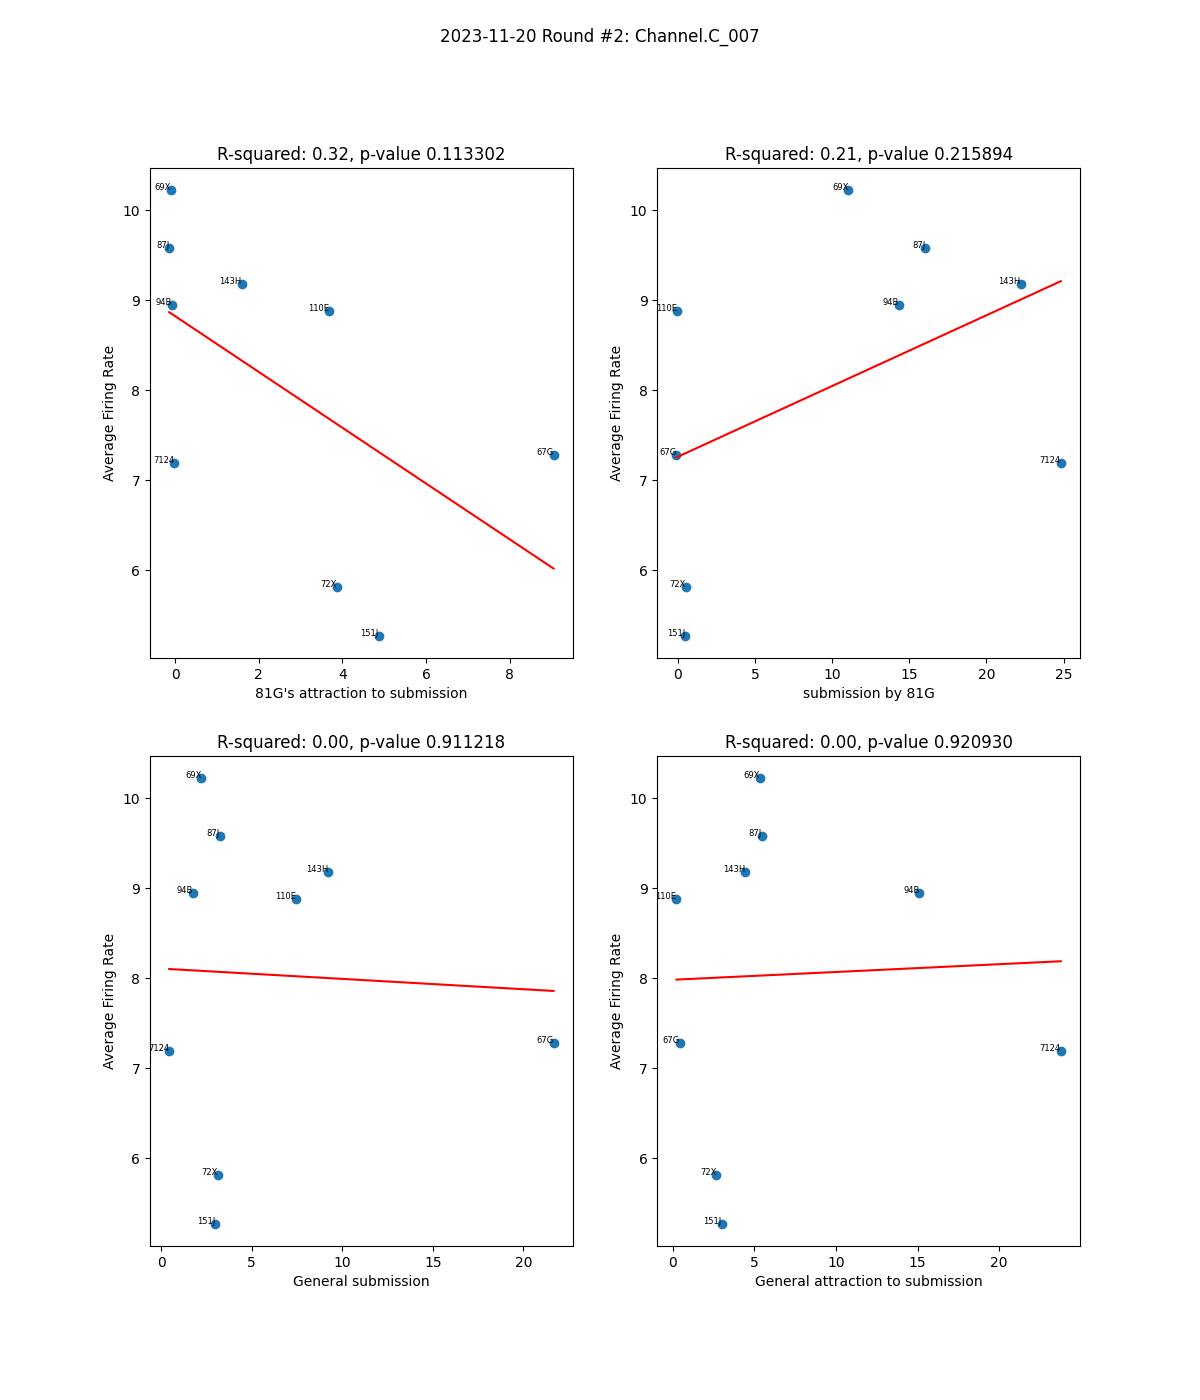 2023-11-20 Round #2: Channel.C_007
R-squared: 0.32, p-value 0.113302
Average Firing Rate
10
9
8
7
6
69X
87J
143H
94B
110E
7124
67G
72X
151J
0 2 4 6 8
81G's attraction to submission
R-squared: 0.21, p-value 0.215894
Average Firing Rate
10
9
8
7
6
69X
87J
143H
94B
110E
67G
7124
72X
151J
0 5 10 15 20 25
submission by 81G
R-squared: 0.00, p-value 0.911218
Average Firing Rate
10
9
8
7
6
69X
87J
143H
94B
110E
7124
67G
72X
151J
0 5 10 15 20
General submission
R-squared: 0.00, p-value 0.920930
Average Firing Rate
10
9
8
7
6
69X
87J
143H
94B
110E
67G
7124
72X
151J
0 5 10 15 20
General attraction to submission